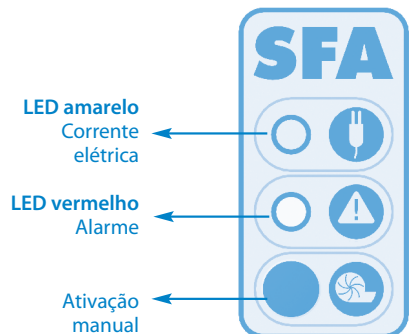 SFA
LED amarelo
Corrente
elétrica
LED vermelho
Alarme
Ativação
manual